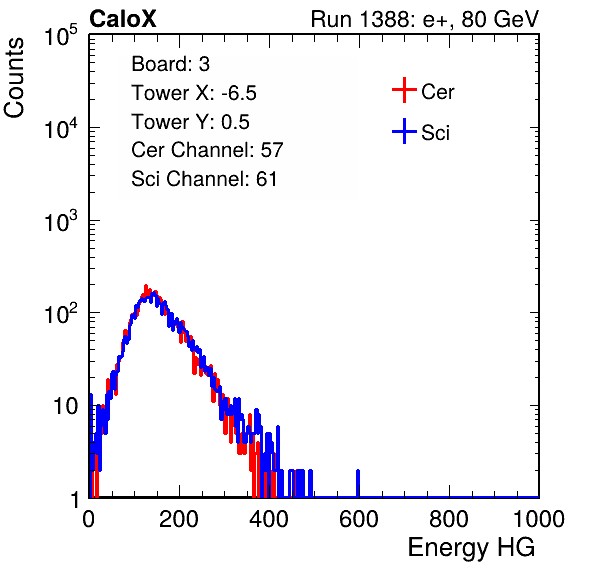 CaloX Run 1388: e+, 80 GeV
Counts
10^5
10^4
10^3
10^2
10
1
Board: 3
Tower X: -6.5
Tower Y: 0.5
Cer Channel: 57
Sci Channel: 61
Cer
Sci
0 200 400 600 800 1000
Energy HG